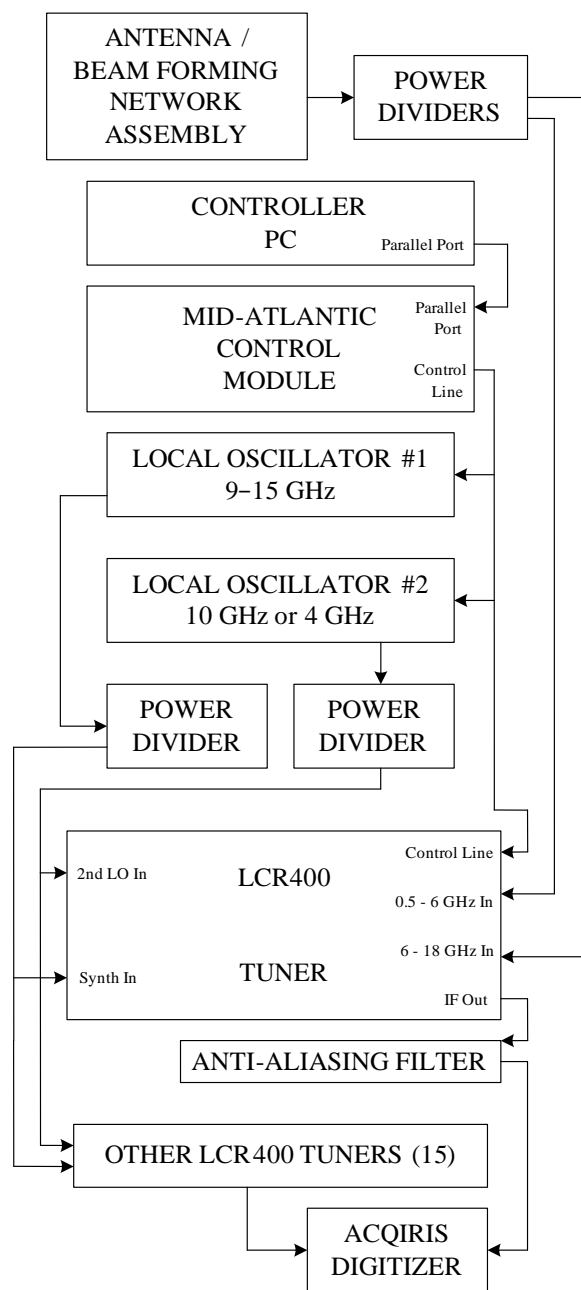 ANTENNA /
BEAM FORMING
NETWORK
ASSEMBLY
POWER
DIVIDERS
CONTROLLER
PC
Parallel Port
MID-ATLANTIC
CONTROL
MODULE
Parallel
Port
Control
Line
LOCAL OSCILLATOR #1
9-15 GHz
LOCAL OSCILLATOR #2
10 GHz or 4 GHz
POWER
DIVIDER
POWER
DIVIDER
LCR400
TUNER
2nd LO In
Synth In
Control Line
0.5 - 6 GHz In
6 - 18 GHz In
IF Out
ANTI-ALIASING FILTER
OTHER LCR400 TUNERS (15)
ACQIRIS
DIGITIZER